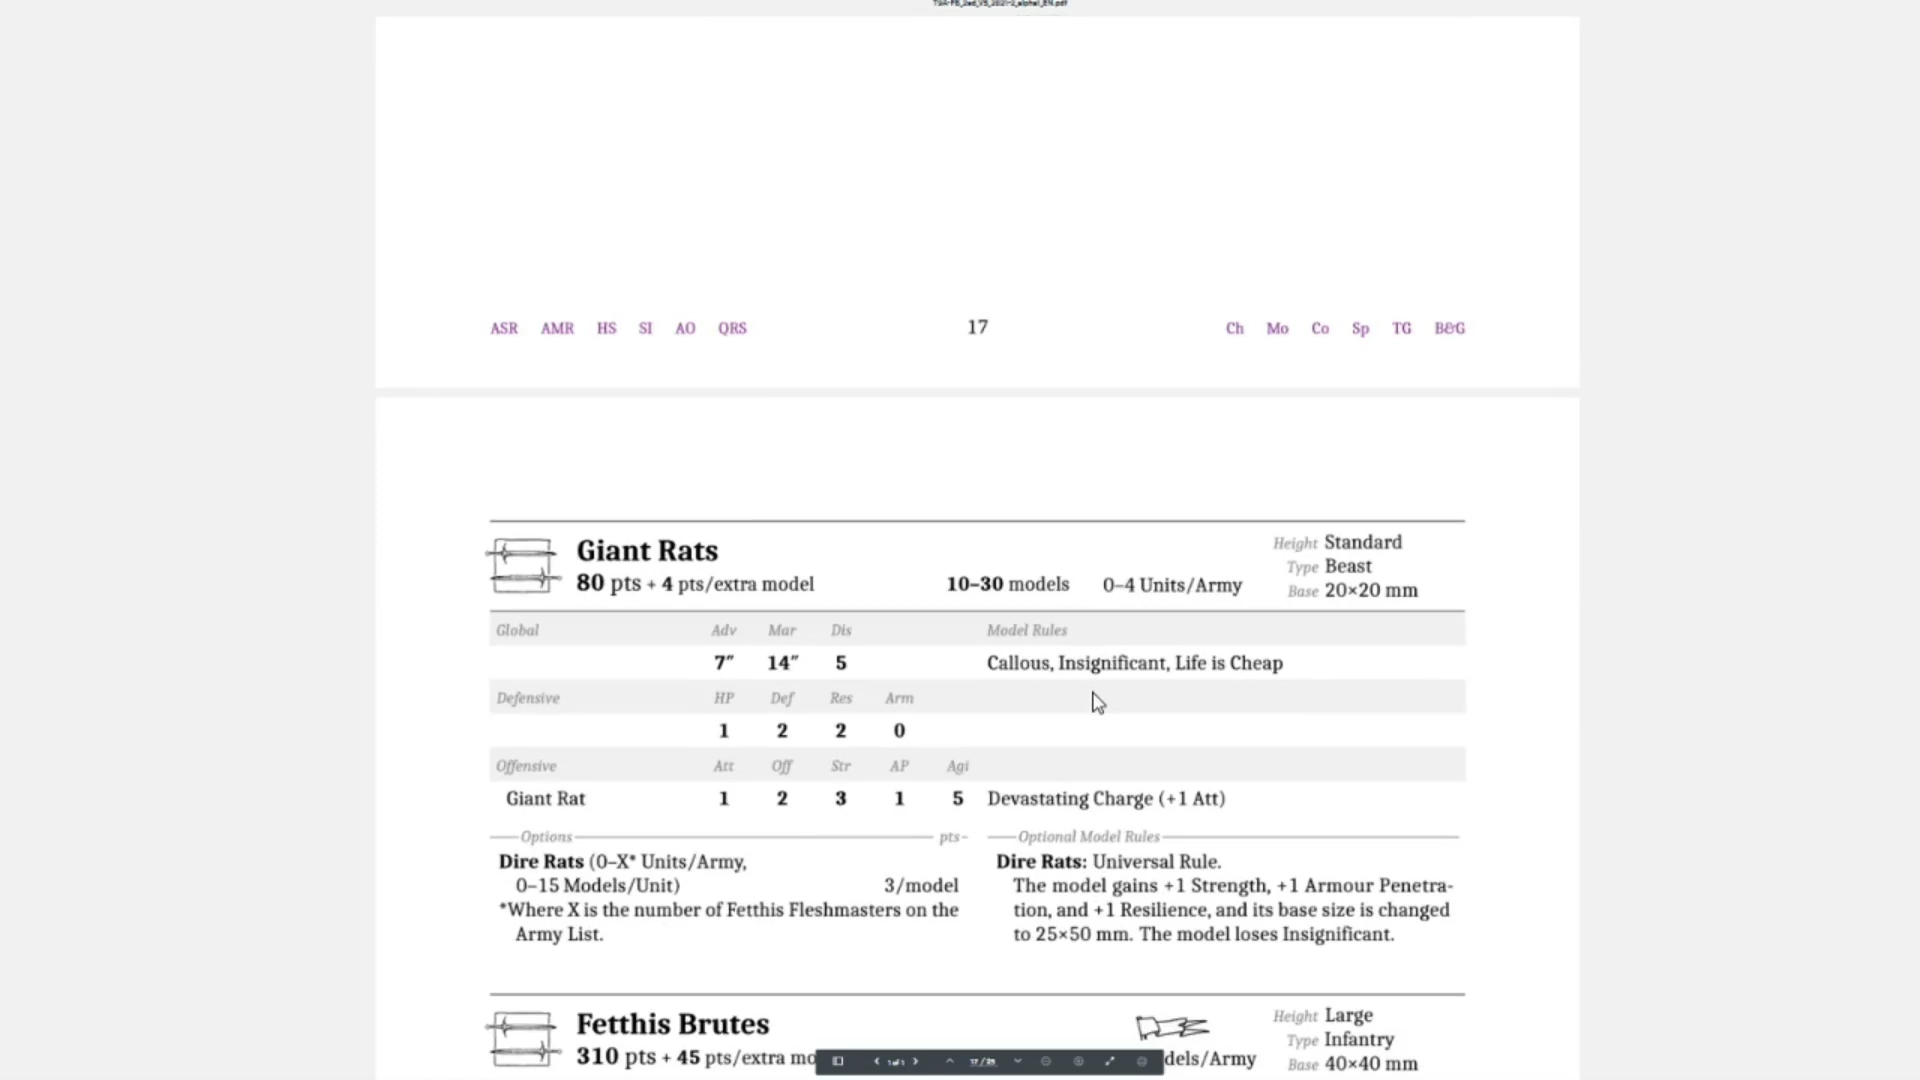 ASR AMR HS SI AO QRS 17 Ch Mo Co Sp TG B&G
Giant Rats
80 pts + 4 pts/extra model 10–30 models 0–4 Units/Army
Height Standard
Type Beast
Base 20×20 mm
Global Adv Mar Dis Model Rules
7″ 14″ 5 Callous, Insignificant, Life is Cheap
Defensive HP Def Res Arm
1 2 2 0
Offensive Att Off Str AP Agi
Giant Rat 1 2 3 1 5 Devastating Charge (+1 Att)
Options pts
Dire Rats (0–X* Units/Army,
0–15 Models/Unit) 3/model
*Where X is the number of Fetthis Fleshmasters on the
Army List.
Optional Model Rules
Dire Rats: Universal Rule.
The model gains +1 Strength, +1 Armour Penetra-
tion, and +1 Resilience, and its base size is changed
to 25×50 mm. The model loses Insignificant.
Fetthis Brutes
310 pts + 45 pts/extra mo dels/Army
Height Large
Type Infantry
Base 40×40 mm
1 of 1 17 / 25